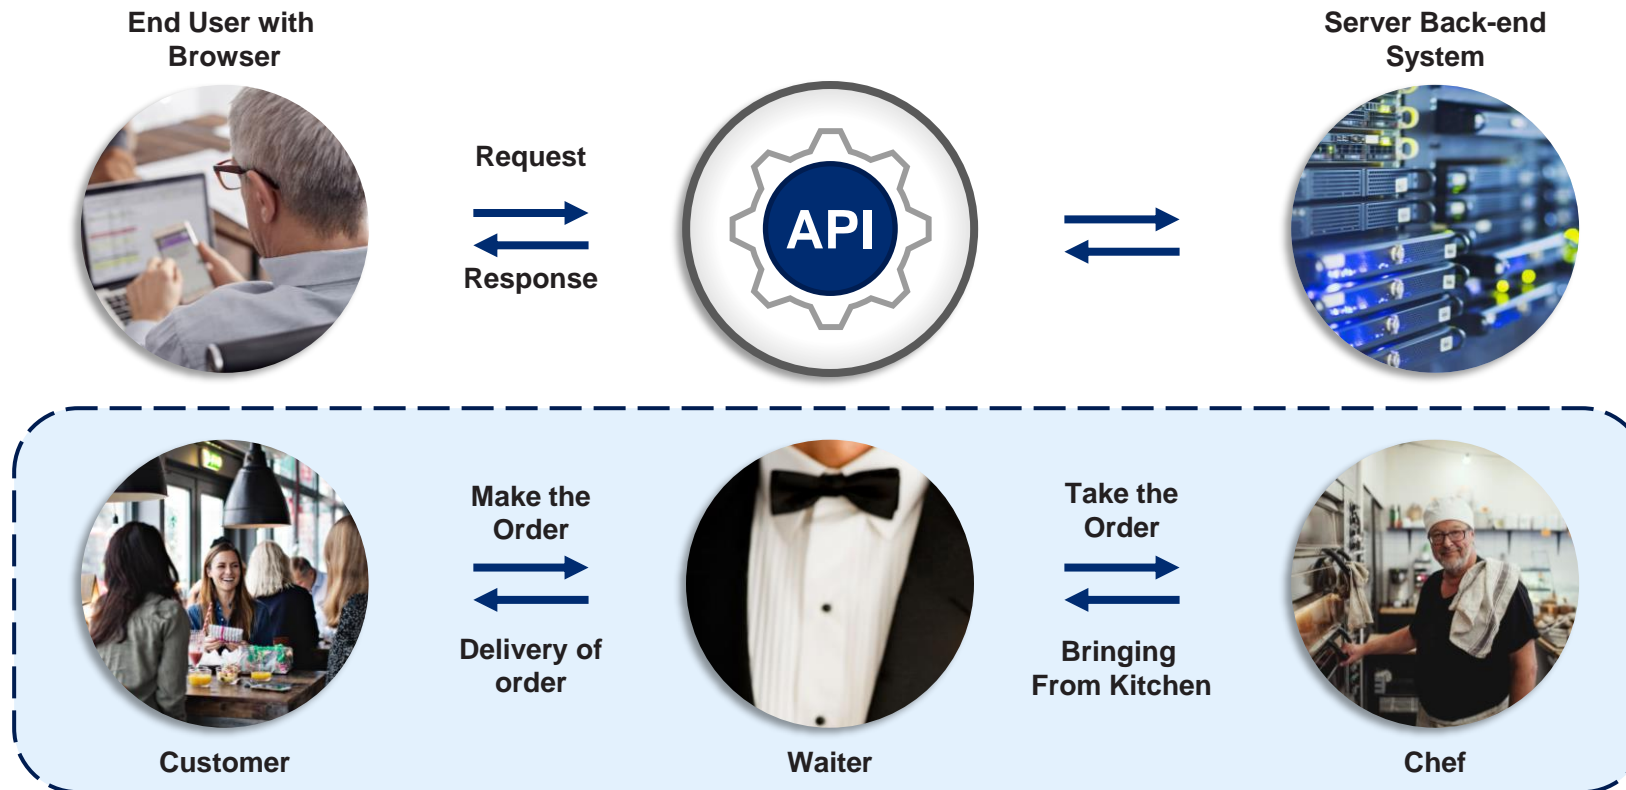 End User with
Browser
Server Back-end
System
Request
API
Response
Make the
Order
Take the
Order
Delivery of
order
Bringing
From Kitchen
Customer
Waiter
Chef